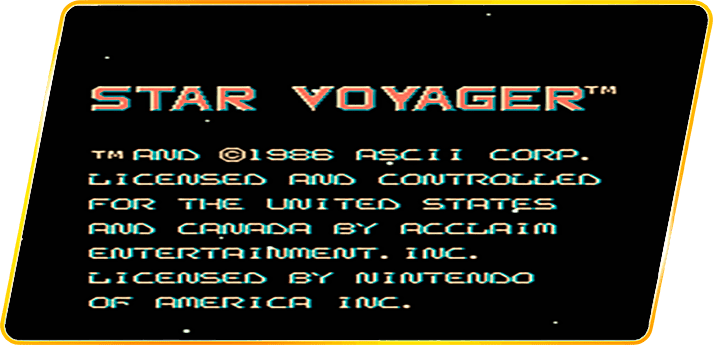 STAR VOYAGER™
™ AND ©1986 ASCII CORP.
LICENSED AND CONTROLLED
FOR THE UNITED STATES
AND CANADA BY ACCLAIM
ENTERTAINMENT. INC.
LICENSED BY NINTENDO
OF AMERICA INC.